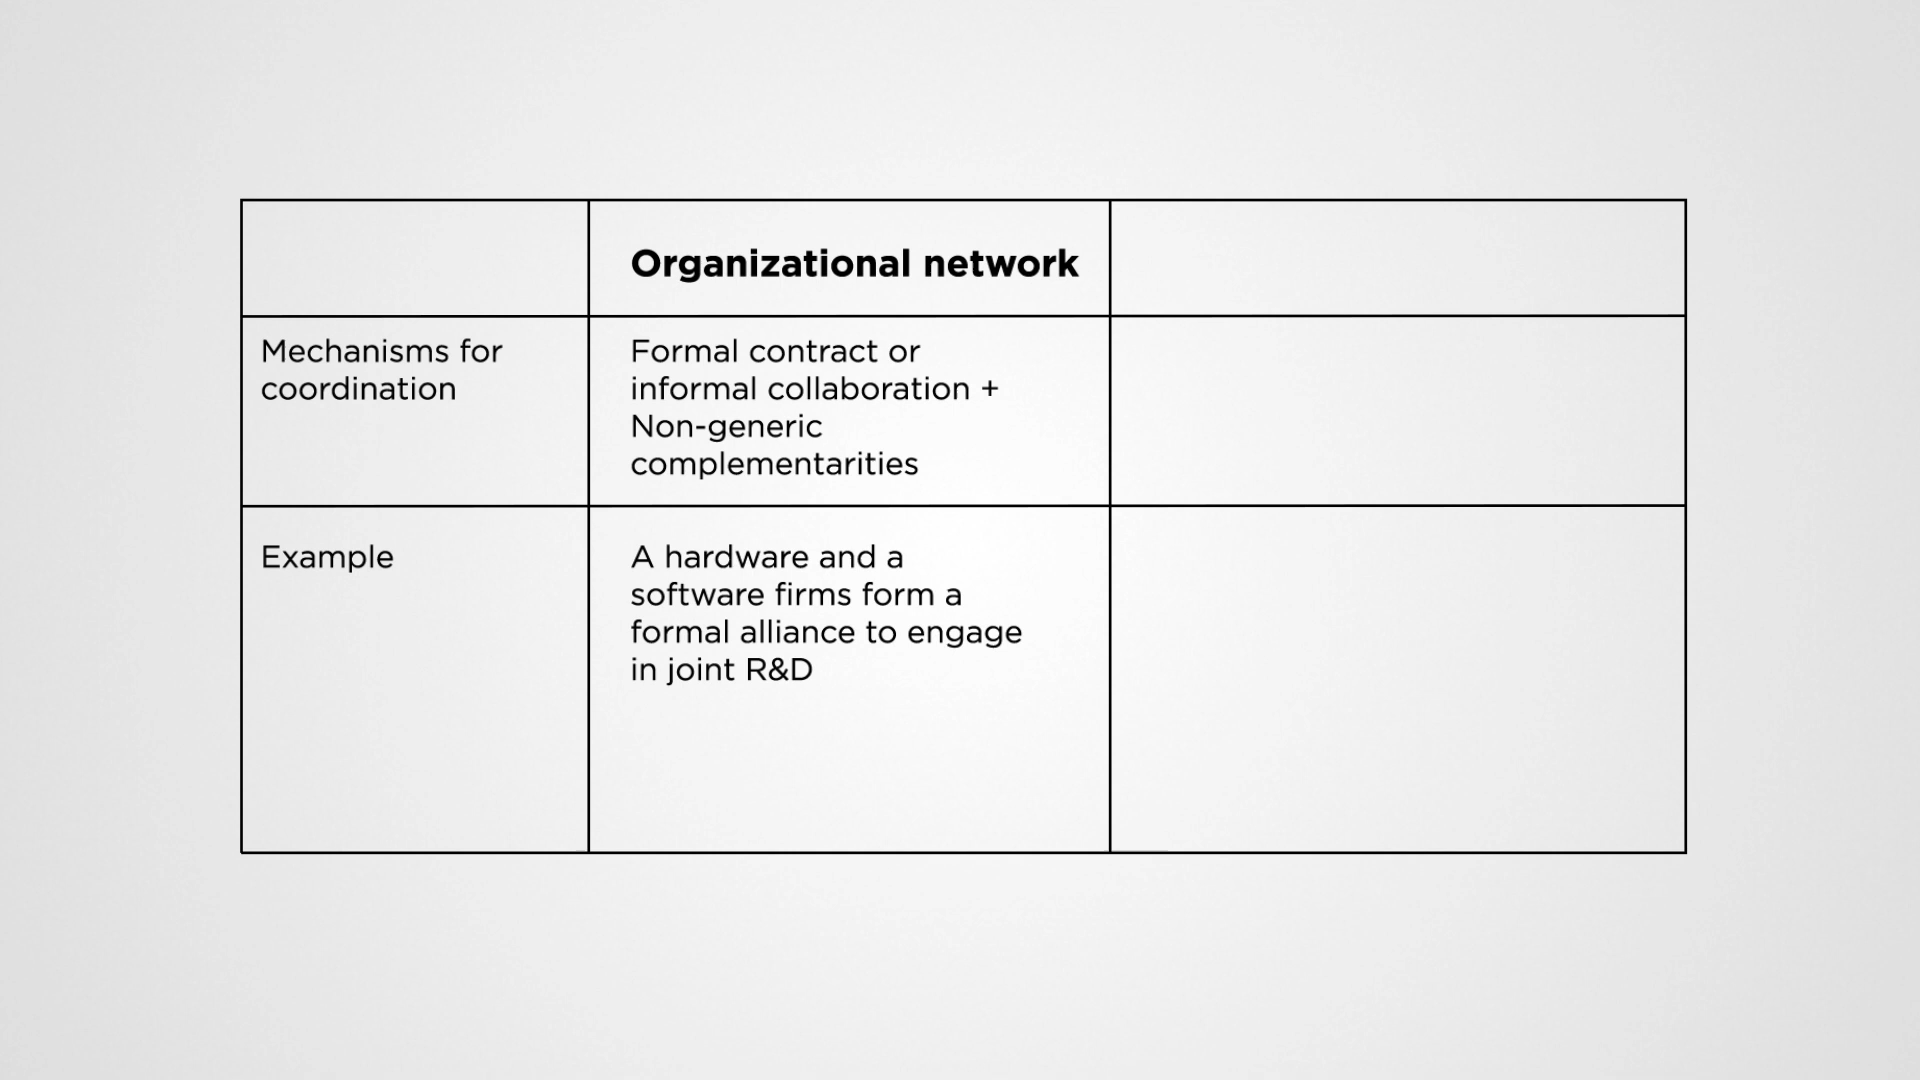 Organizational network
Mechanisms for
coordination
Formal contract or
informal collaboration +
Non-generic
complementarities
Example
A hardware and a
software firms form a
formal alliance to engage
in joint R&D